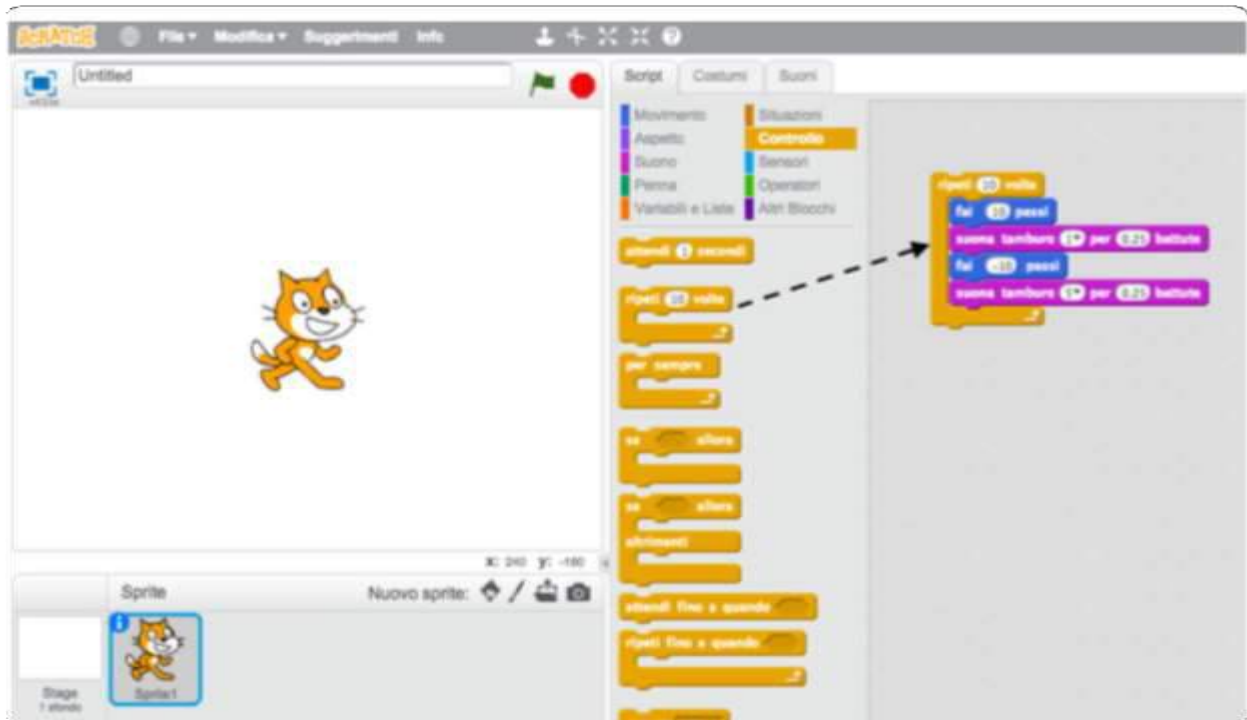 SCRATCH File Modifica Suggerimenti Info
Untitled
Script Costumi Suoni
Movimento Situazioni
Aspetto Controllo
Suono Sensori
Penna Operatori
Variabili e Liste Altri Blocchi
attendi 1 secondi
ripeti 10 volte
per sempre
se allora
se allora
altrimenti
attendi fino a quando
ripeti fino a quando
ripeti 10 volte
fai 10 passi
suona tamburo 1 per 0.25 battute
fai -10 passi
suona tamburo per 0.25 battute
x: 240 y: -180
Sprite Nuovo sprite:
Stage
1 sfondo
Sprite1